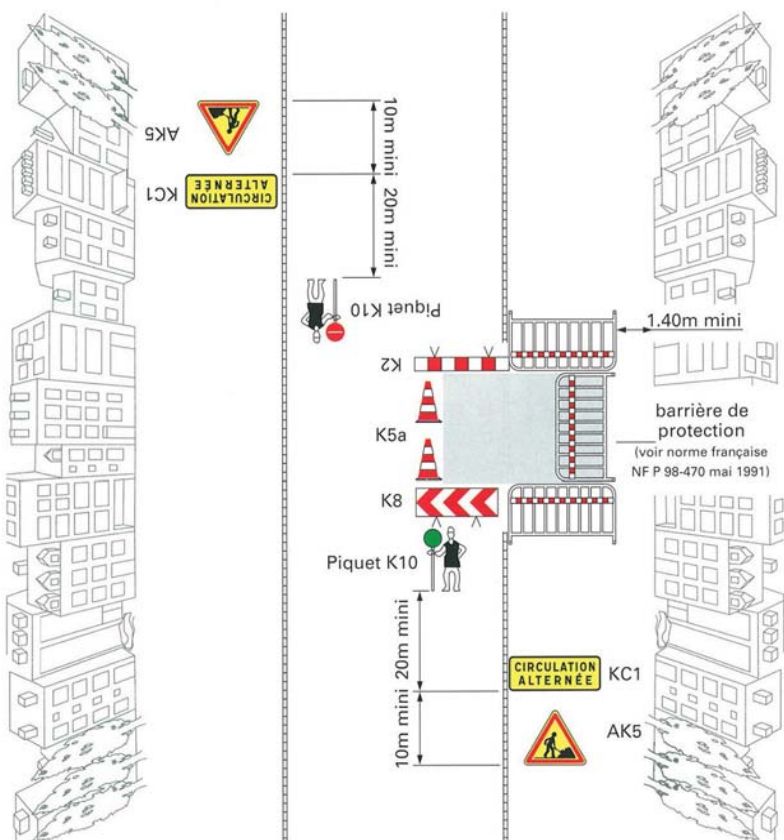 AK5
10m mini
KC1
CIRCULATION
ALTERNÉE
20m mini
Piquet K10
1.40m mini
K2
K5a
barrière de
protection
(voir norme française
NF P 98-470 mai 1991)
K8
Piquet K10
20m mini
CIRCULATION
ALTERNÉE
KC1
10m mini
AK5